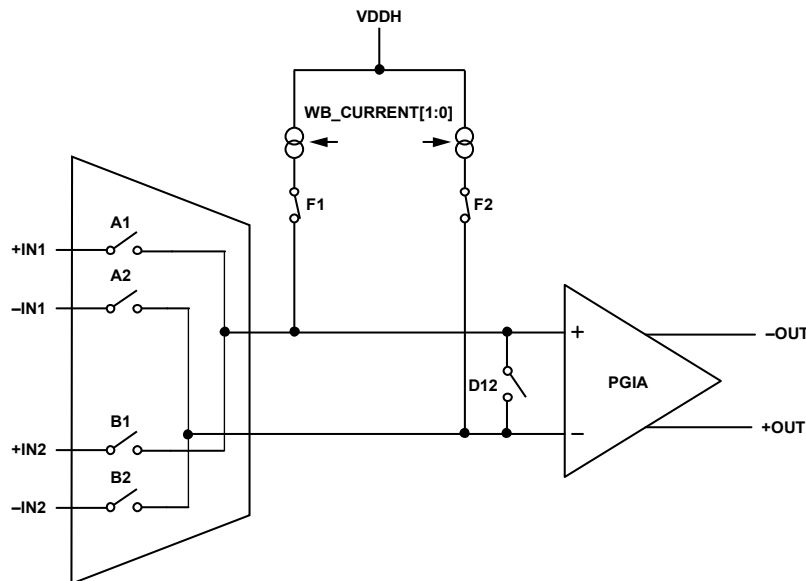 VDDH
WB_CURRENT[1:0]
F1
F2
A1
+IN1
A2
–IN1
+
–OUT
D12
PGIA
B1
+IN2
–
+OUT
B2
–IN2